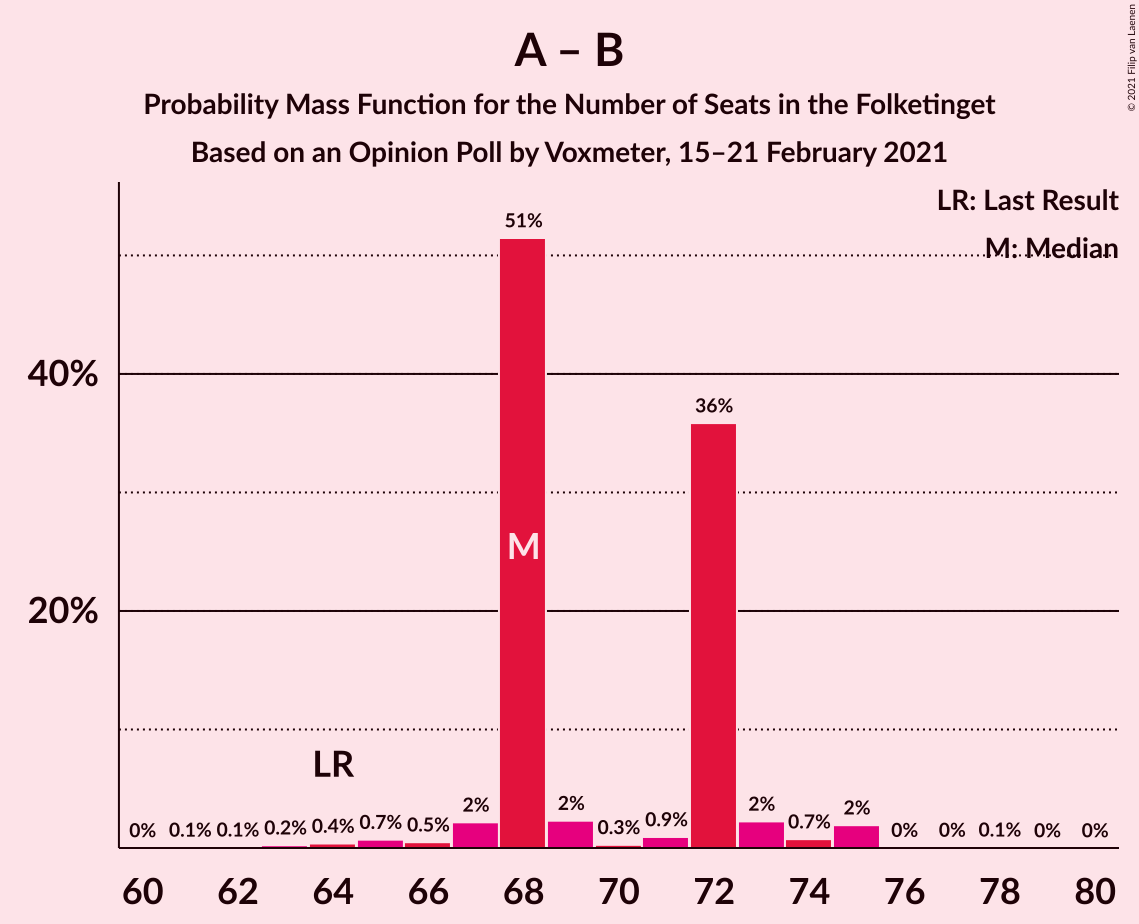 A – B
Probability Mass Function for the Number of Seats in the Folketinget
Based on an Opinion Poll by Voxmeter, 15–21 February 2021
© 2021 Filip van Laenen
LR: Last Result
M: Median
51%
40%
36%
M
20%
LR
0% 0.1% 0.1% 0.2% 0.4% 0.7% 0.5% 2% 2% 0.3% 0.9% 2% 0.7% 2% 0% 0% 0.1% 0% 0%
60 62 64 66 68 70 72 74 76 78 80